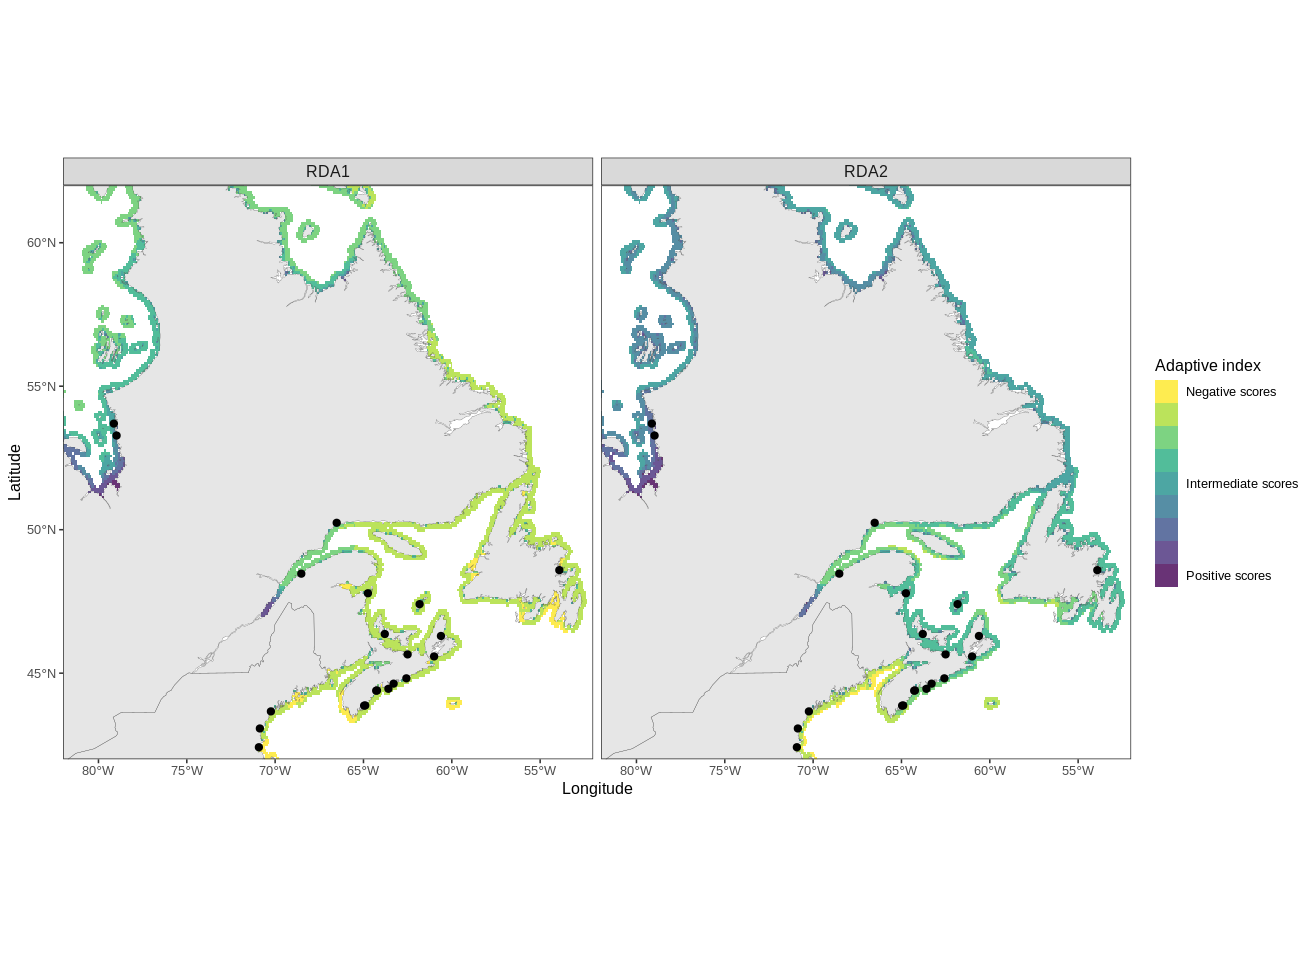 RDA1 RDA2
60°N
55°N
50°N
45°N
Latitude
80°W 75°W 70°W 65°W 60°W 55°W 80°W 75°W 70°W 65°W 60°W 55°W
Longitude
Adaptive index
Negative scores
Intermediate scores
Positive scores